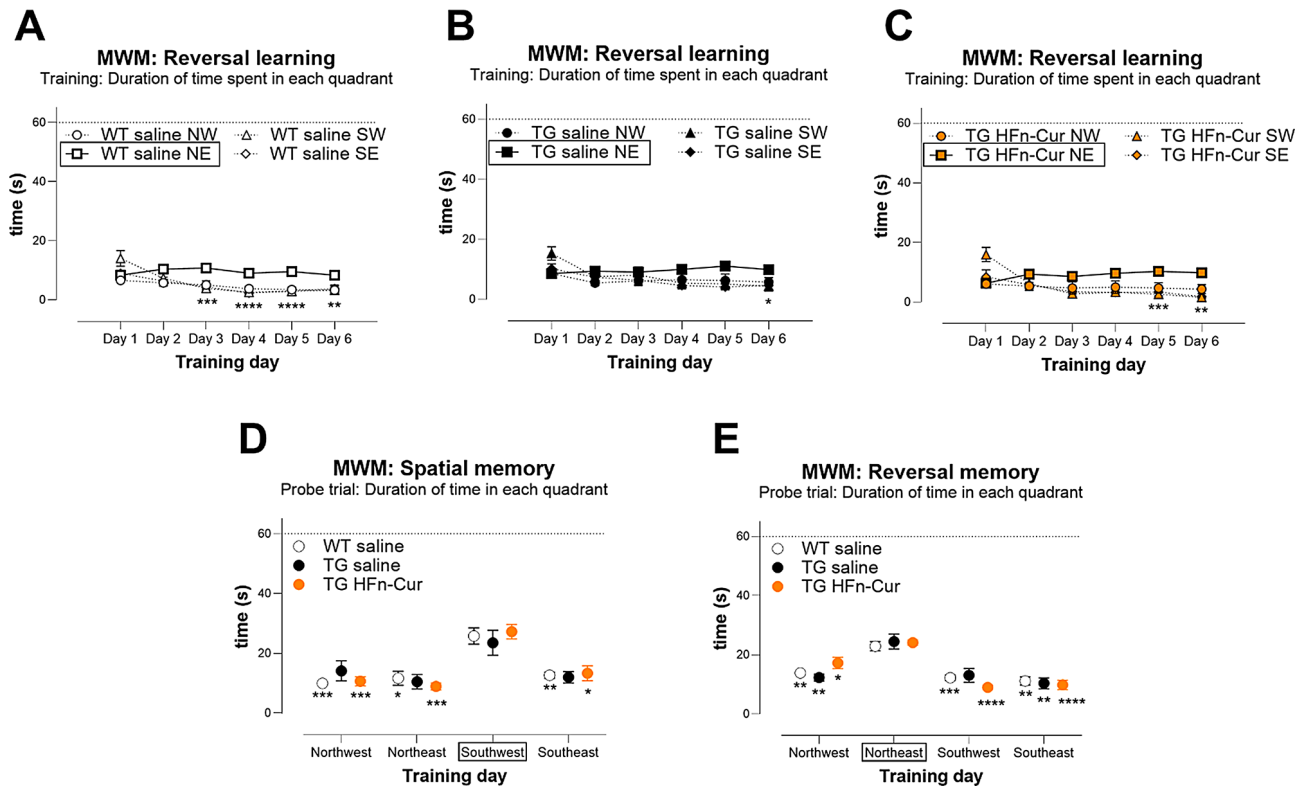 A
MWM: Reversal learning
Training: Duration of time spent in each quadrant
60
40
20
0
time (s)
WT saline NW
WT saline SW
WT saline NE
WT saline SE
***
****
****
**
Day 1 Day 2 Day 3 Day 4 Day 5 Day 6
Training day
B
MWM: Reversal learning
Training: Duration of time spent in each quadrant
60
40
20
0
time (s)
TG saline NW
TG saline SW
TG saline NE
TG saline SE
*
Day 1 Day 2 Day 3 Day 4 Day 5 Day 6
Training day
C
MWM: Reversal learning
Training: Duration of time spent in each quadrant
60
40
20
0
time (s)
TG HFn-Cur NW
TG HFn-Cur SW
TG HFn-Cur NE
TG HFn-Cur SE
***
**
Day 1 Day 2 Day 3 Day 4 Day 5 Day 6
Training day
D
MWM: Spatial memory
Probe trial: Duration of time in each quadrant
60
40
20
0
time (s)
WT saline
TG saline
TG HFn-Cur
***
***
*
***
**
*
Northwest Northeast Southwest Southeast
Training day
E
MWM: Reversal memory
Probe trial: Duration of time in each quadrant
60
40
20
0
time (s)
WT saline
TG saline
TG HFn-Cur
**
**
*
***
****
**
**
****
Northwest Northeast Southwest Southeast
Training day